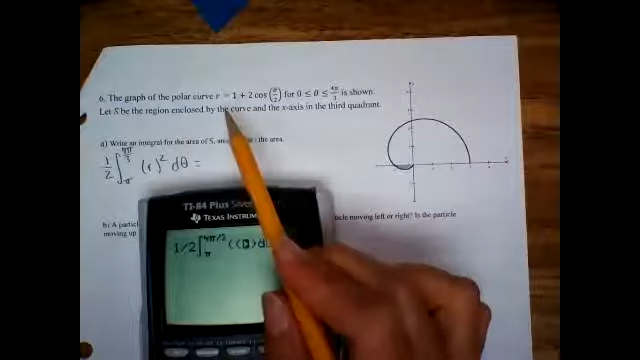 6. The graph of the polar curve r = 1 + 2 cos(θ/2) for 0 ≤ θ ≤ 4π/3 is shown.
Let S be the region enclosed by the curve and the x-axis in the third quadrant.
a) Write an integral for the area of S, the area.
1/2 ∫_π^{4π/3} (r)² dθ =
b) A particle moving left or right? Is the particle
moving up
TI-84 Plus Silver
TEXAS INSTRUMENTS
1/2∫_π^{4π/3}((